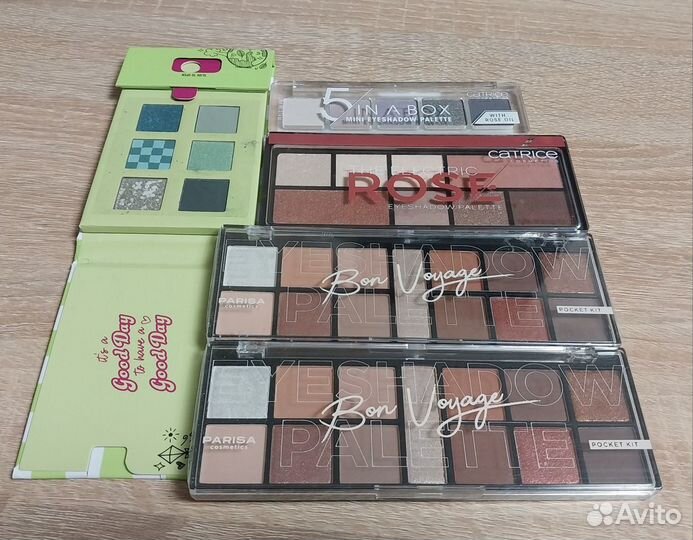 5 IN A BOX
MINI EYESHADOW PALETTE
CATRICE
WITH
ROSE OIL
CATRICE
ROSE
EYESHADOW PALETTE
EYESHADOW
Bon Voyage
PALETTE
PARISA
cosmetics
POCKET KIT
EYESHADOW
Bon Voyage
PALETTE
PARISA
cosmetics
POCKET KIT
it's a
Good Day
to have a
Good Day
Avito